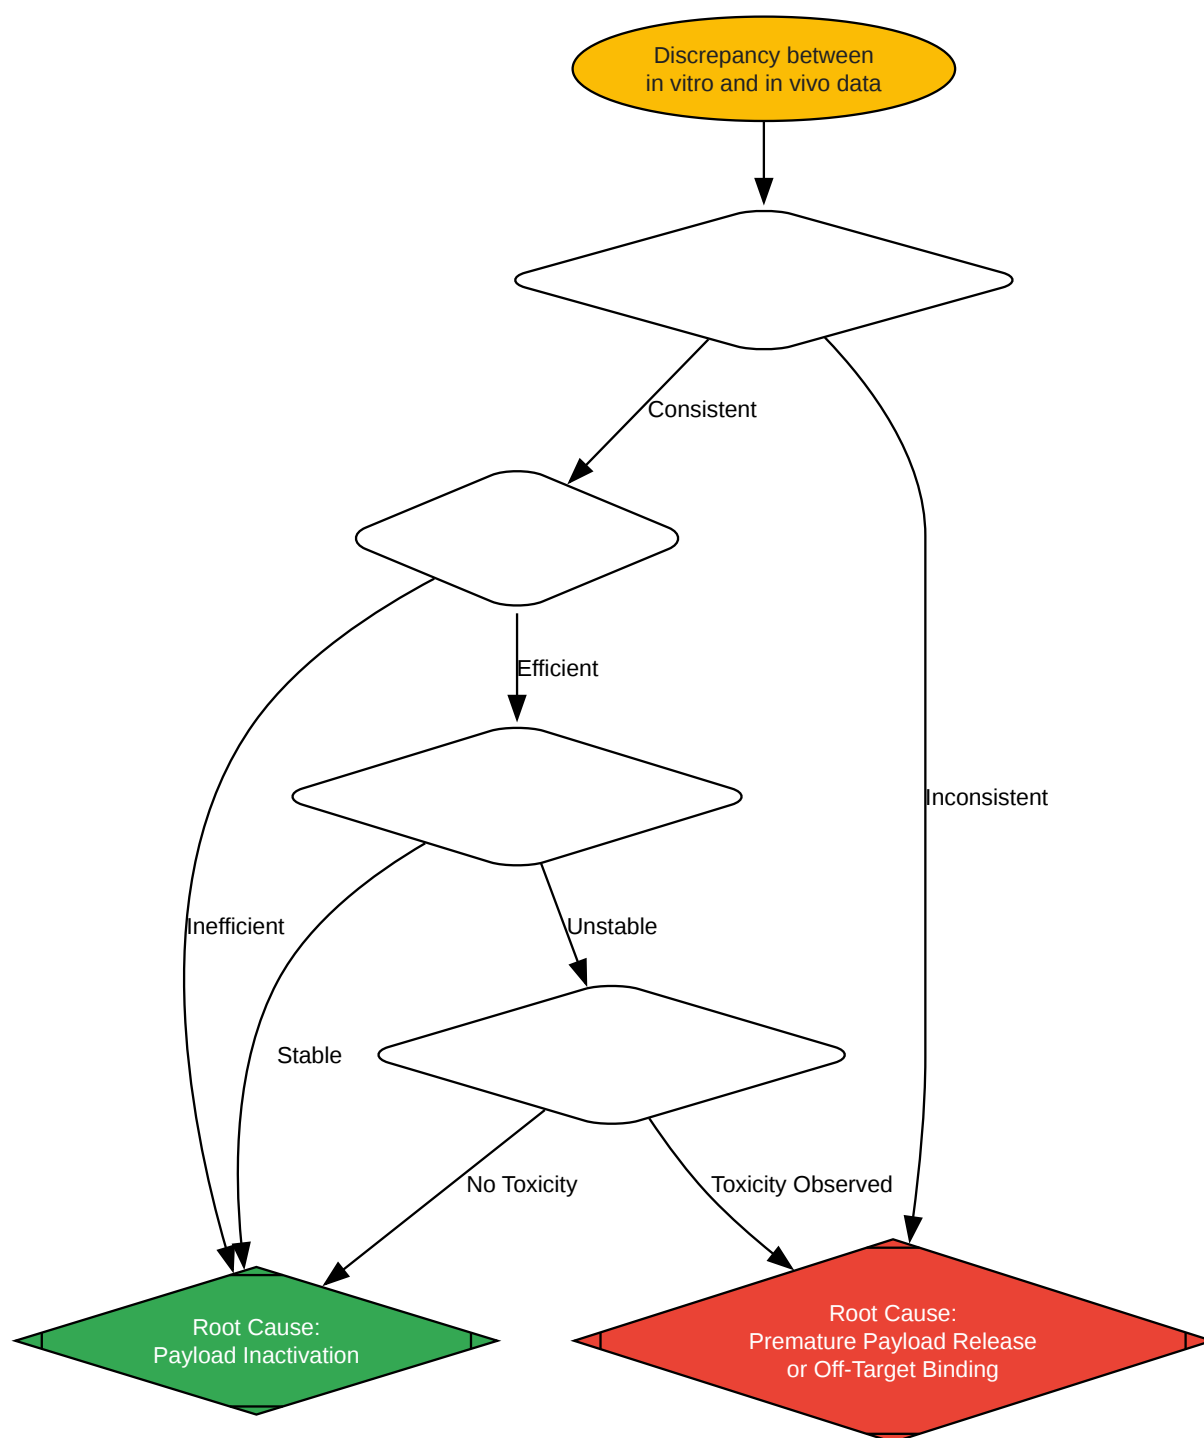 Discrepancy between
in vitro and in vivo data
Consistent
Efficient
Inconsistent
Inefficient
Unstable
Stable
No Toxicity
Toxicity Observed
Root Cause:
Payload Inactivation
Root Cause:
Premature Payload Release
or Off-Target Binding